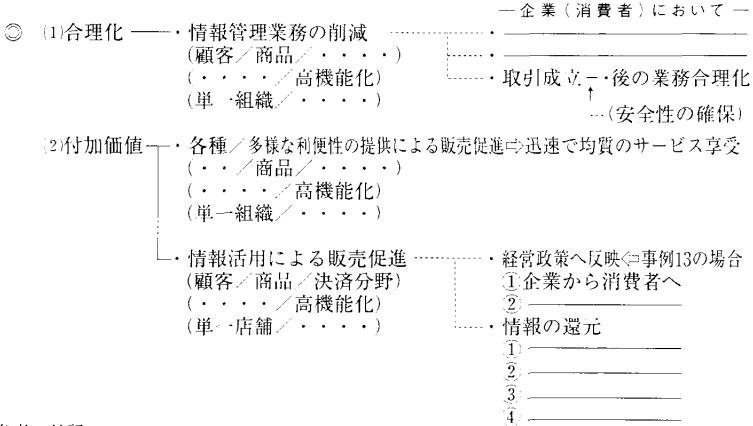 ―企業(消費者)において―
◎ (1)合理化 ・情報管理業務の削減 ・
(顧客/商品/・・・・) ・
(・・・・/高機能化) ・取引成立―・後の業務合理化
(単一組織/・・・・) ↑
…(安全性の確保)
(2)付加価値 ・各種/多様な利便性の提供による販売促進⇨迅速で均質のサービス享受
(・・/商品/・・・・)
(・・・・/高機能化)
(単一組織/・・・・)
・情報活用による販売促進 ・経営政策へ反映⇦事例13の場合
(顧客/商品/決済分野) ①企業から消費者へ
(・・・・/高機能化) ②
(単一店舗/・・・・) ・情報の還元
①
②
③
④